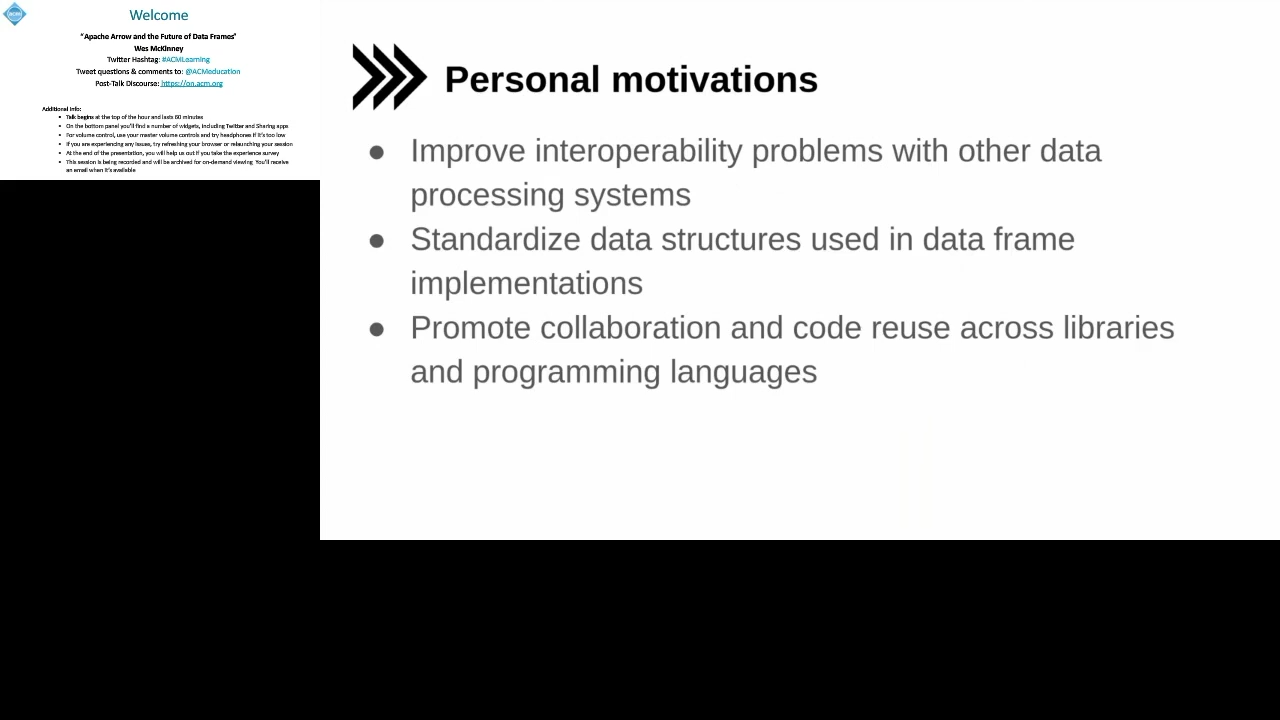 Welcome
"Apache Arrow and the Future of Data Frames"
Wes McKinney
Twitter Hashtag: #ACMLearning
Tweet questions & comments to: @ACMeducation
Post-Talk Discourse: https://on.acm.org
Additional Info:
• Talk begins at the top of the hour and lasts 60 minutes
• On the bottom panel you'll find a number of widgets, including Twitter and Sharing apps
• For volume control, use your master volume controls and try headphones if it's too low
• If you are experiencing any issues, try refreshing your browser or relaunching your session
• At the end of the presentation, you will help us out if you take the experience survey
• This session is being recorded and will be archived for on-demand viewing. You'll receive
an email when it's available
Personal motivations
● Improve interoperability problems with other data
processing systems
● Standardize data structures used in data frame
implementations
● Promote collaboration and code reuse across libraries
and programming languages